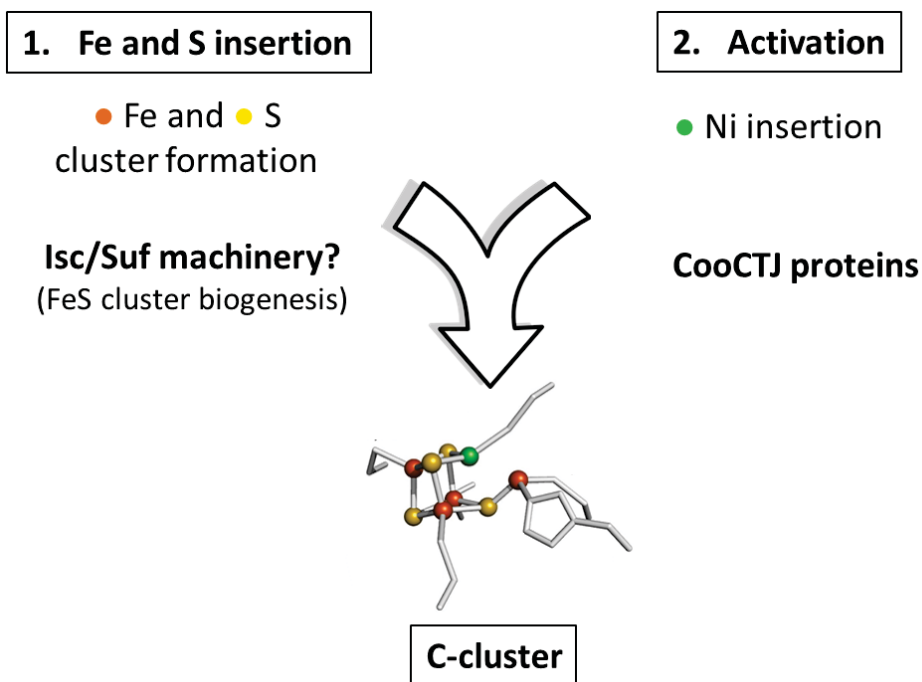 1. Fe and S insertion
Fe and S
cluster formation
Isc/Suf machinery?
(FeS cluster biogenesis)
2. Activation
Ni insertion
CooCTJ proteins
C-cluster